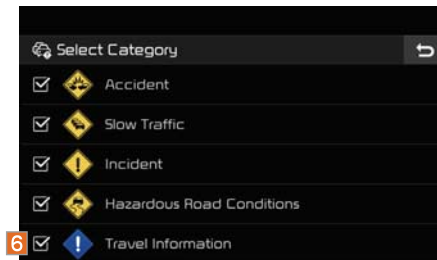 Select Category
Accident
Slow Traffic
Incident
Hazardous Road Conditions
6 Travel Information